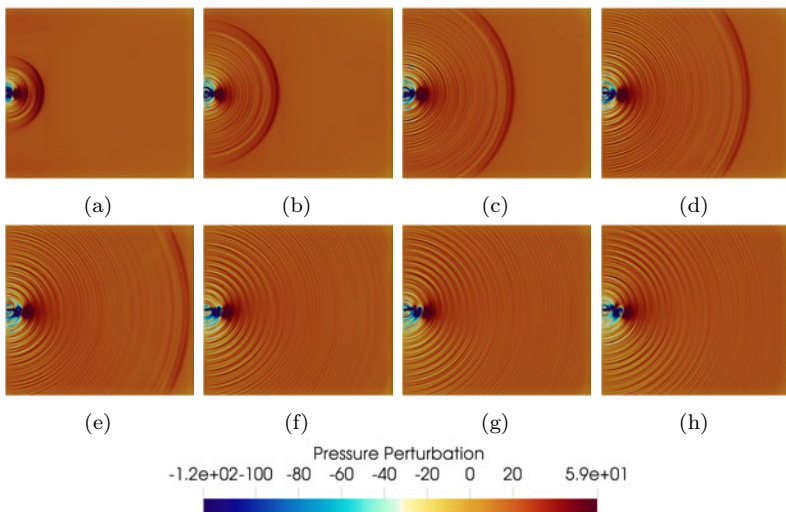 (a) (b) (c) (d)
(e) (f) (g) (h)
Pressure Perturbation
-1.2e+02 -100 -80 -60 -40 -20 0 20 5.9e+01